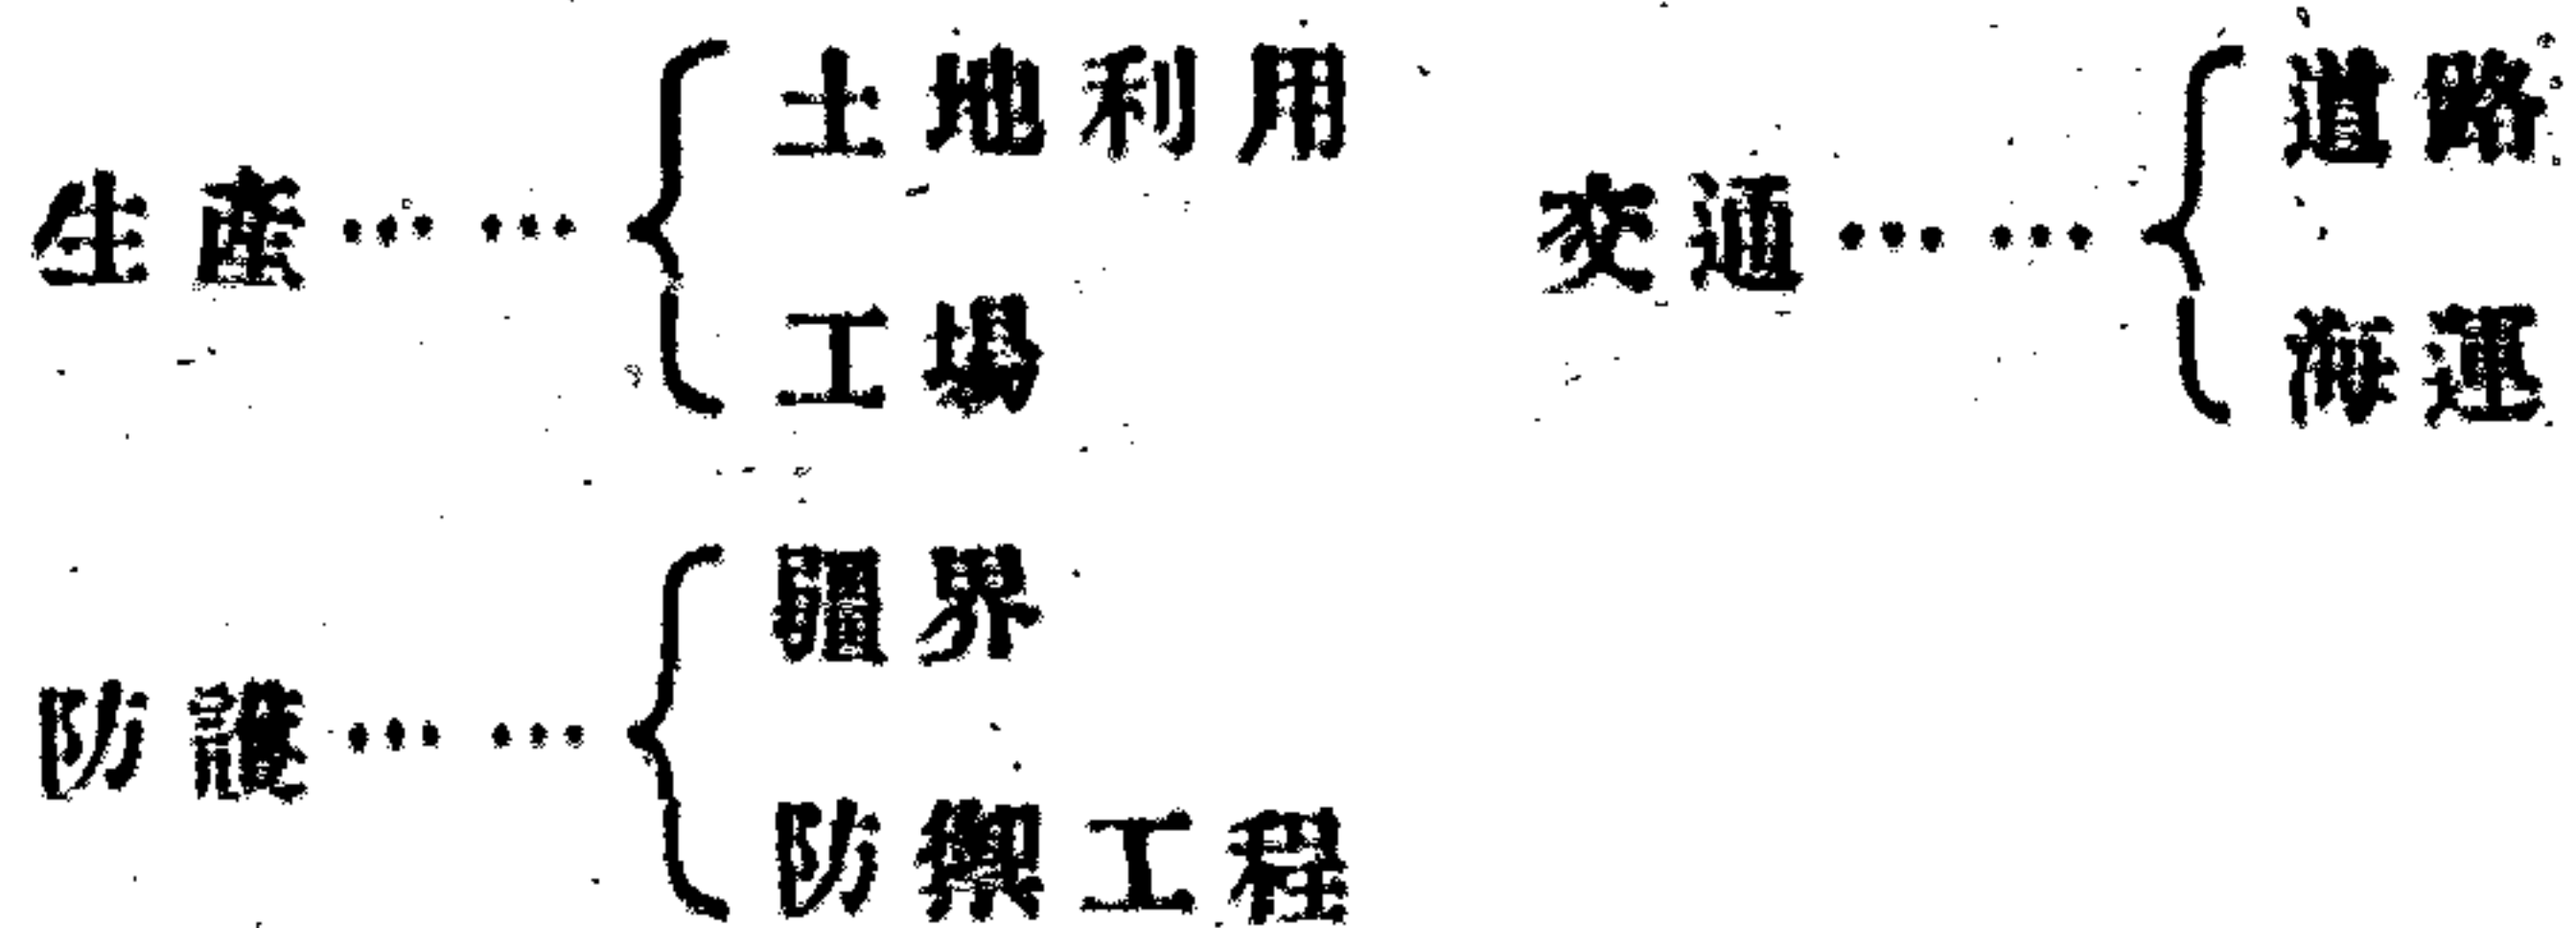 土地利用
生產……
工場
道路
交通……
海運
疆界
防護……
防禦工程